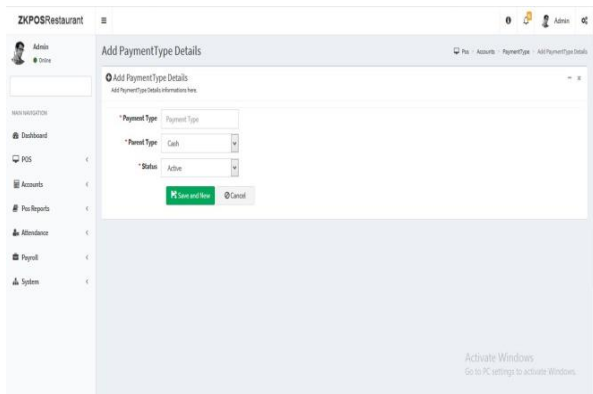 ZKPOSRestaurant
Admin
Admin
Online
Add PaymentType Details
Pos - Accounts - PaymentType - Add PaymentType Details
Add PaymentType Details
Add PaymentType Details informations here.
MAIN NAVIGATION
Dashboard
POS
Accounts
Pos Reports
Attendance
Payroll
System
* Payment Type Payment Type
* Parent Type Cash
* Status Active
Save and New Cancel
Activate Windows
Go to PC settings to activate Windows.